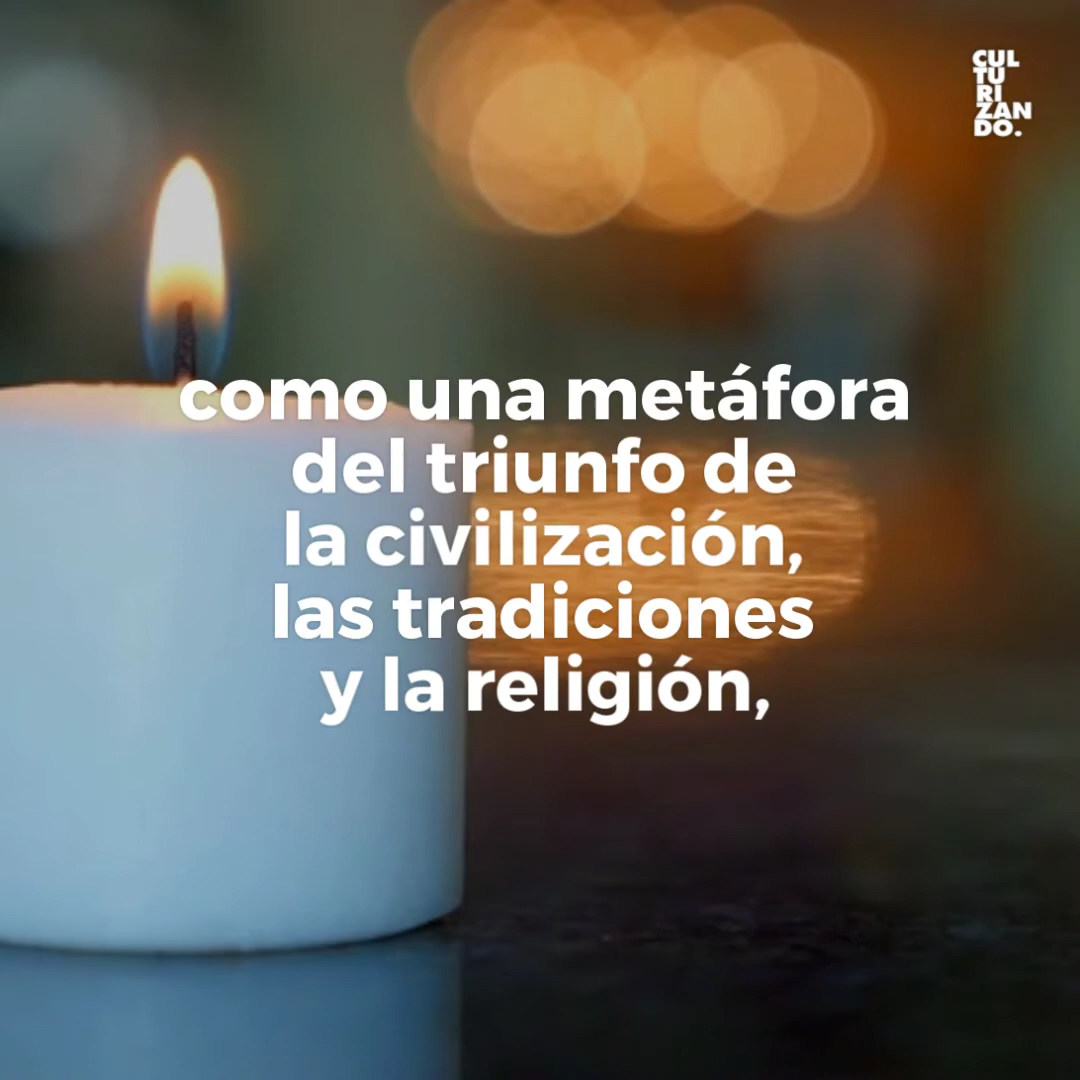 CUL
TU
RI
ZAN
DO.
como una metáfora
del triunfo de
la civilización,
las tradiciones
y la religión,